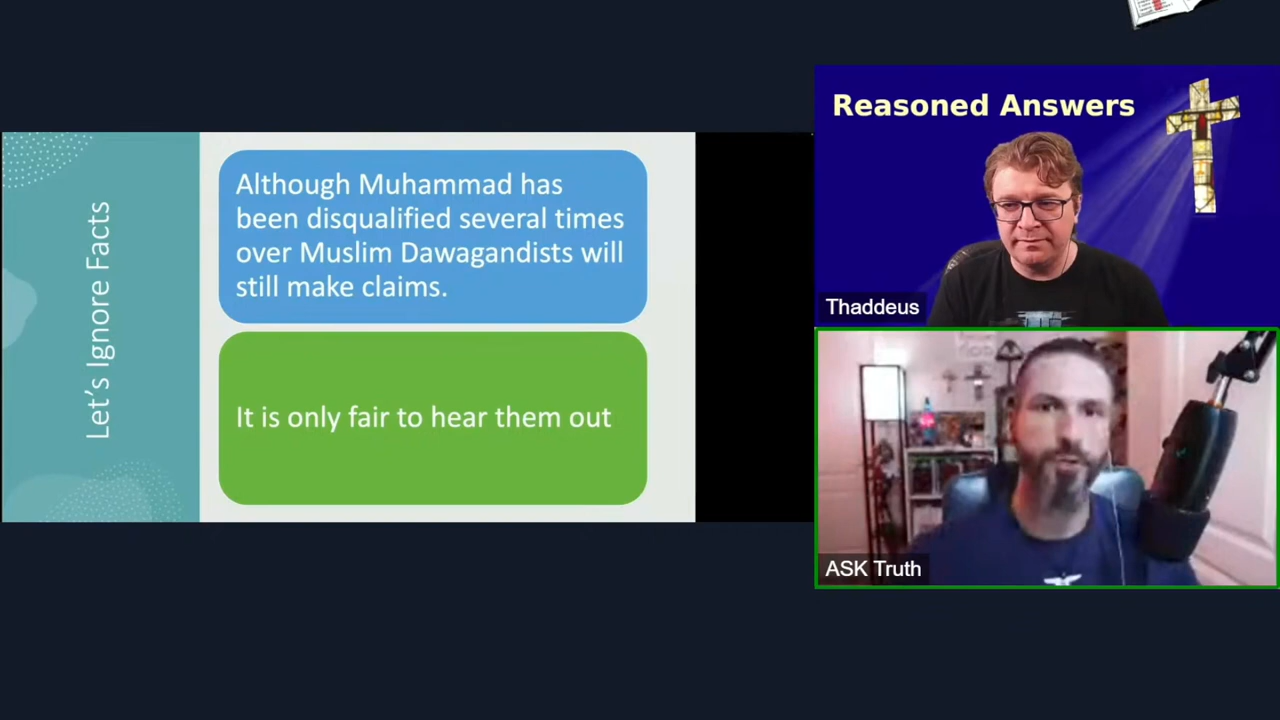 Let's Ignore Facts
Although Muhammad has
been disqualified several times
over Muslim Dawagandists will
still make claims.
It is only fair to hear them out
Reasoned Answers
Thaddeus
ASK Truth